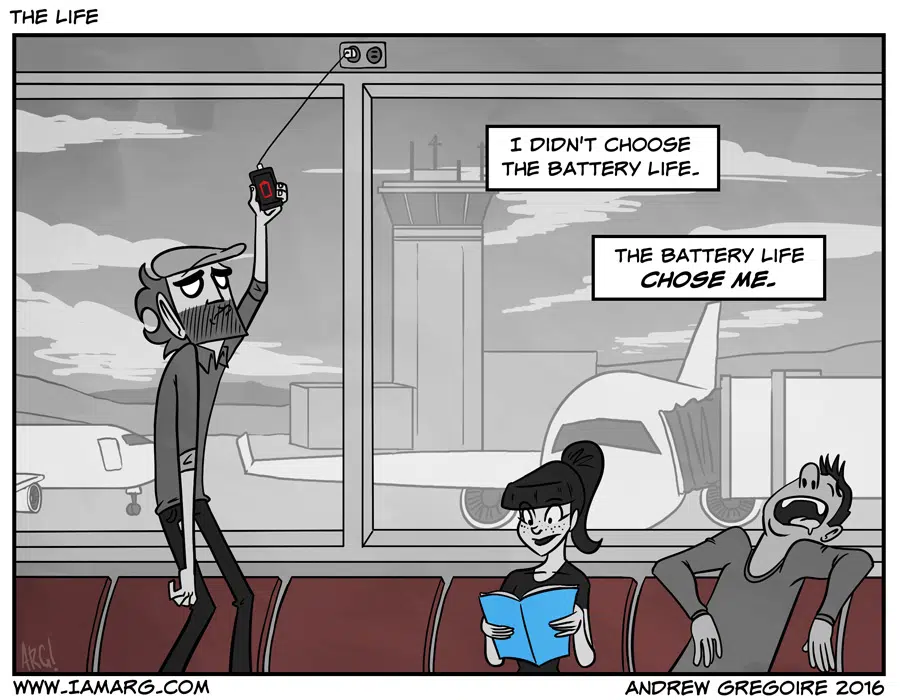 THE LIFE
I DIDN'T CHOOSE
THE BATTERY LIFE.
THE BATTERY LIFE
CHOSE ME.
ARG!
WWW.IAMARG.COM
ANDREW GREGOIRE 2016